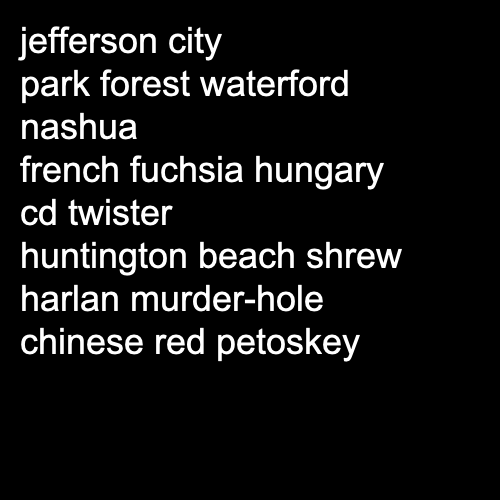 jefferson city
park forest waterford
nashua
french fuchsia hungary
cd twister
huntington beach shrew
harlan murder-hole
chinese red petoskey